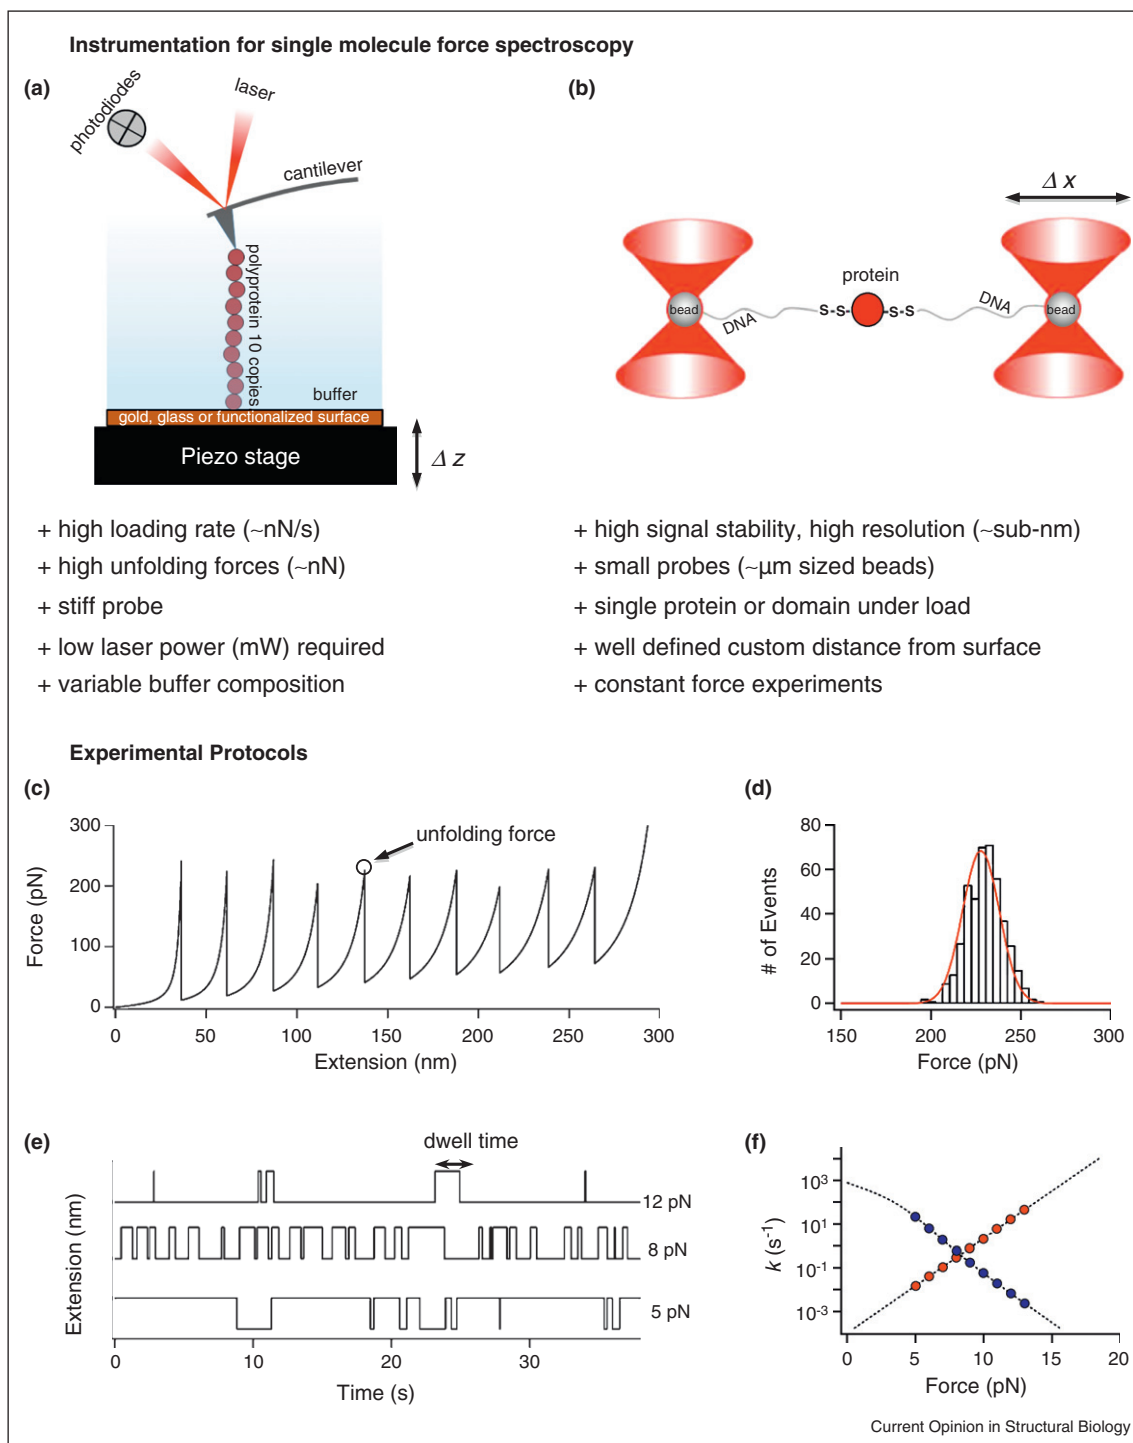 Instrumentation for single molecule force spectroscopy
(a)
(b)
photodiodes
laser
cantilever
polyprotein 10 copies
buffer
gold, glass or functionalized surface
Piezo stage
Δ z
Δ x
protein
bead
DNA
S-S
S-S
DNA
bead
+ high loading rate (~nN/s)
+ high unfolding forces (~nN)
+ stiff probe
+ low laser power (mW) required
+ variable buffer composition
+ high signal stability, high resolution (~sub-nm)
+ small probes (~μm sized beads)
+ single protein or domain under load
+ well defined custom distance from surface
+ constant force experiments
Experimental Protocols
(c)
unfolding force
Force (pN)
300
200
100
0
0 50 100 150 200 250 300
Extension (nm)
(d)
# of Events
80
60
40
20
0
150 200 250 300
Force (pN)
(e)
dwell time
12 pN
8 pN
5 pN
Extension (nm)
0 10 20 30
Time (s)
(f)
k (s⁻¹)
10³
10¹
10⁻¹
10⁻³
0 5 10 15 20
Force (pN)
Current Opinion in Structural Biology